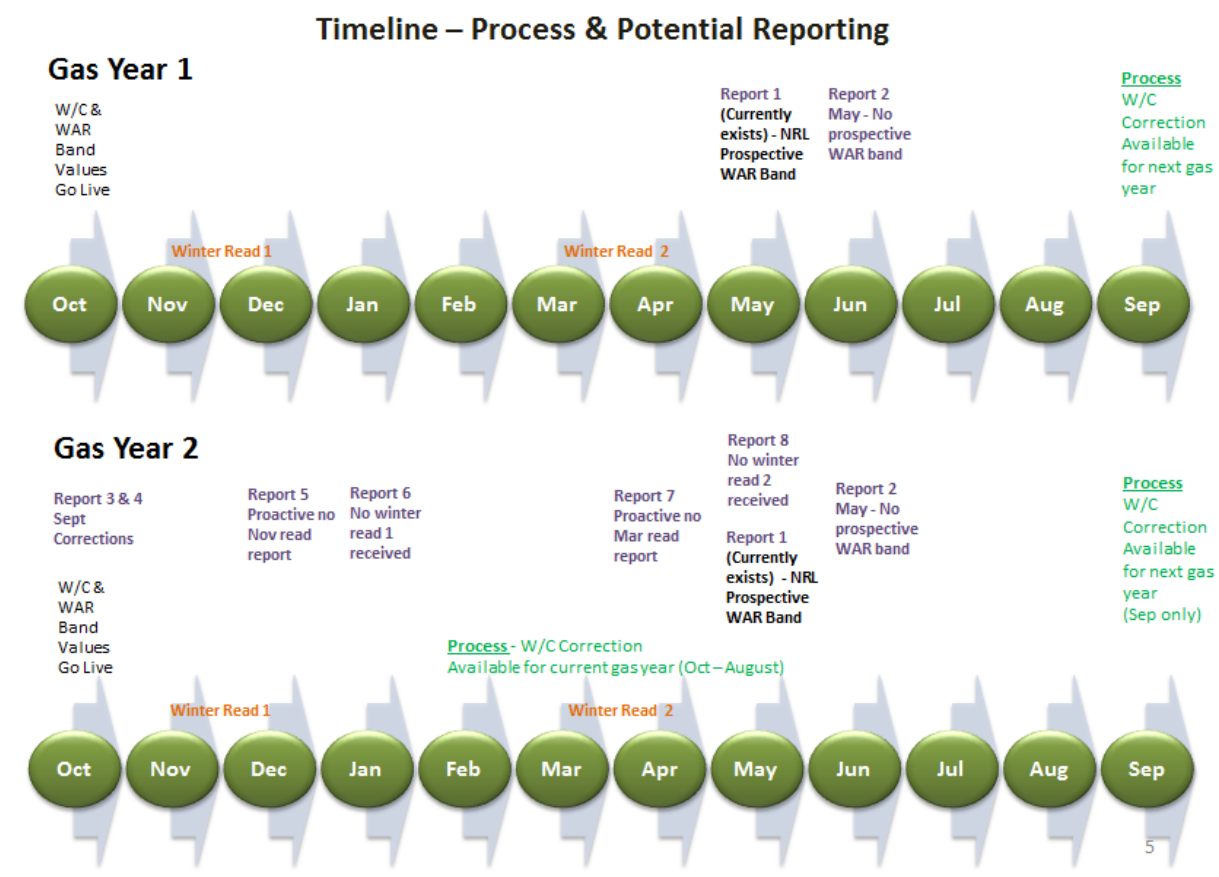 Timeline – Process & Potential Reporting
Gas Year 1
W/C &
WAR
Band
Values
Go Live
Report 1
(Currently
exists) - NRL
Prospective
WAR Band
Report 2
May - No
prospective
WAR band
Process
W/C
Correction
Available
for next gas
year
Winter Read 1
Winter Read 2
Oct
Nov
Dec
Jan
Feb
Mar
Apr
May
Jun
Jul
Aug
Sep
Gas Year 2
Report 3 & 4
Sept
Corrections
W/C &
WAR
Band
Values
Go Live
Report 5
Proactive no
Nov read
report
Report 6
No winter
read 1
received
Report 7
Proactive no
Mar read
report
Report 8
No winter
read 2
received
Report 1
(Currently
exists) - NRL
Prospective
WAR Band
Report 2
May - No
prospective
WAR band
Process
W/C
Correction
Available
for next gas
year
(Sep only)
Process - W/C Correction
Available for current gas year (Oct – August)
Winter Read 1
Winter Read 2
Oct
Nov
Dec
Jan
Feb
Mar
Apr
May
Jun
Jul
Aug
Sep
5